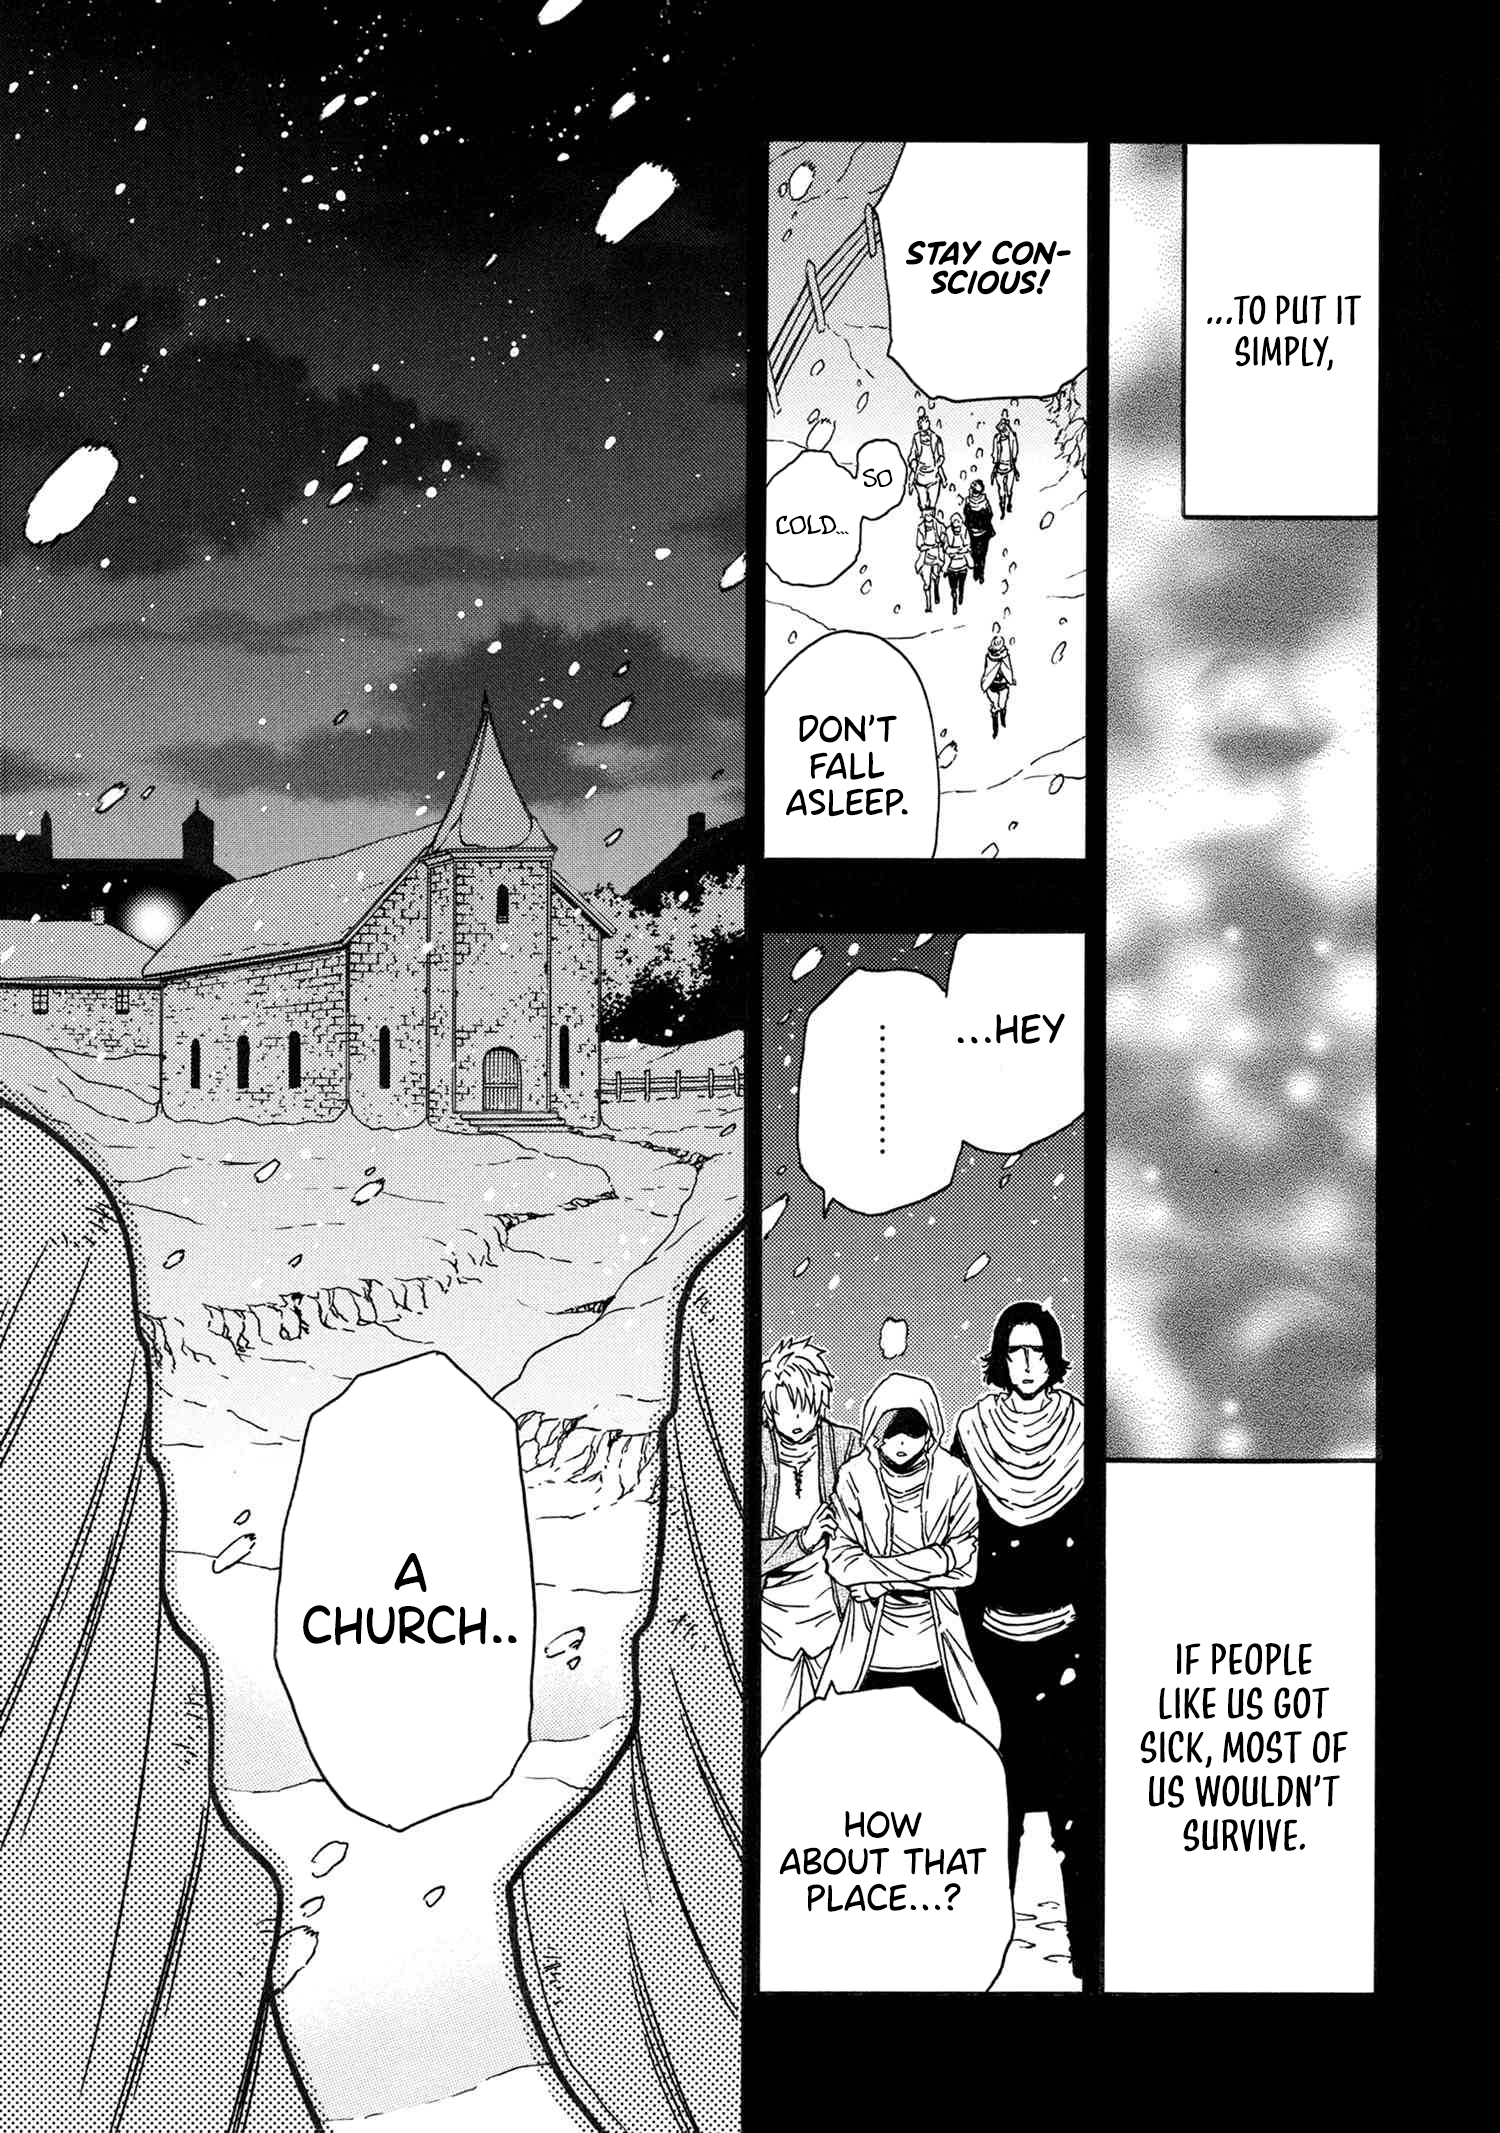 ...TO PUT IT
SIMPLY,
IF PEOPLE
LIKE US GOT
SICK, MOST OF
US WOULDN'T
SURVIVE.
STAY CON-
SCIOUS!
SO
COLD...
DON'T
FALL
ASLEEP.
...HEY
.........
HOW
ABOUT THAT
PLACE...?
A
CHURCH..